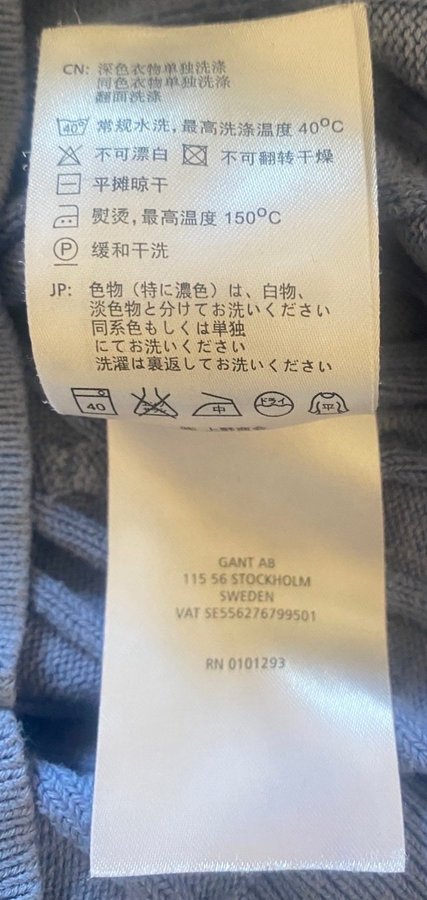 CN: 深色衣物单独洗涤
同色衣物单独洗涤
翻面洗涤
40° 常规水洗,最高洗涤温度 40°C
不可漂白 不可翻转干燥
平摊晾干
熨烫,最高温度 150°C
P 缓和干洗
JP: 色物（特に濃色）は、白物、
淡色物と分けてお洗いください
同系色もしくは単独
にてお洗いください
洗濯は裏返してお洗いください
40 中 ドライ 平
GANT AB
115 56 STOCKHOLM
SWEDEN
VAT SE556276799501
RN 0101293